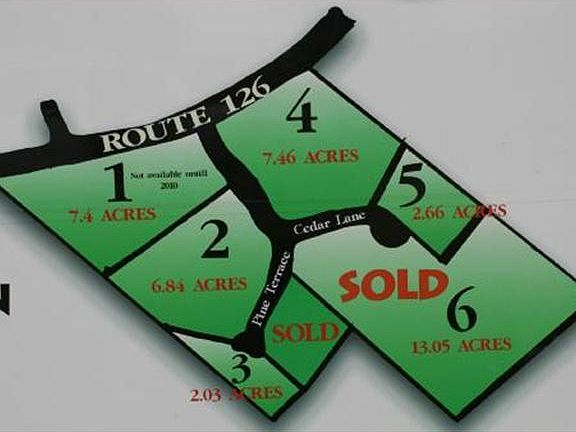 ROUTE 126
4
7.46 ACRES
1
Not available until
2010
7.4 ACRES
5
2.66 ACRES
2
6.84 ACRES
Cedar Lane
Pine Terrace
SOLD
6
13.05 ACRES
SOLD
3
2.03 ACRES
N